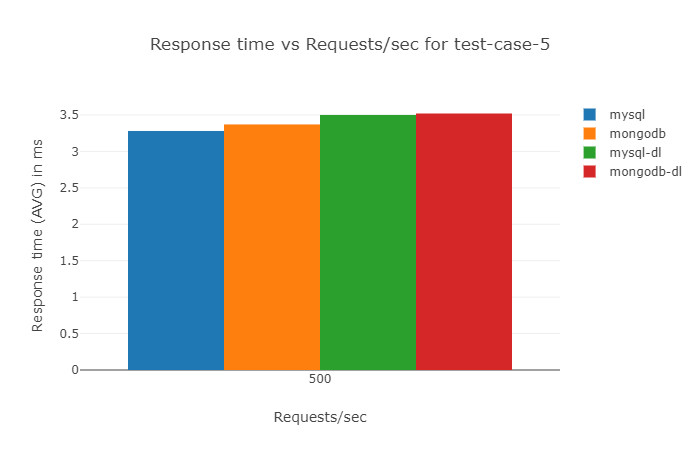 Response time vs Requests/sec for test-case-5
Response time (AVG) in ms
3.5
3
2.5
2
1.5
1
0.5
0
500
Requests/sec
mysql
mongodb
mysql-dl
mongodb-dl